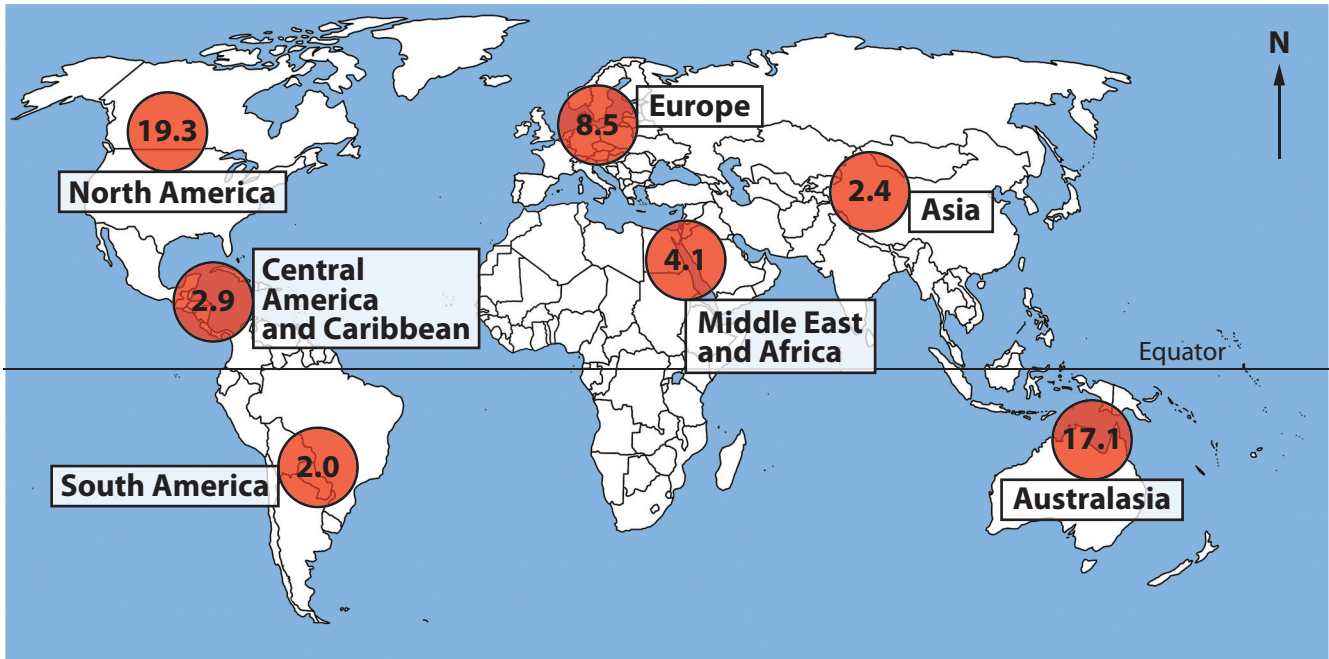 N
19.3
North America
8.5
Europe
2.4
Asia
4.1
Middle East
and Africa
2.9
Central
America
and Caribbean
Equator
2.0
South America
17.1
Australasia